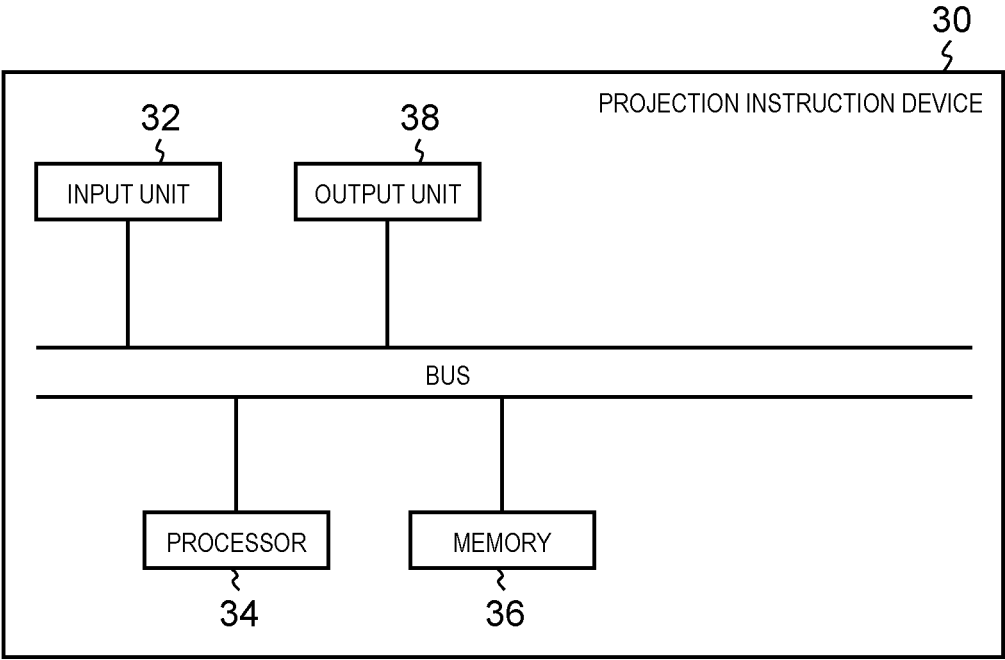 30
PROJECTION INSTRUCTION DEVICE
32
38
INPUT UNIT
OUTPUT UNIT
BUS
PROCESSOR
MEMORY
34
36